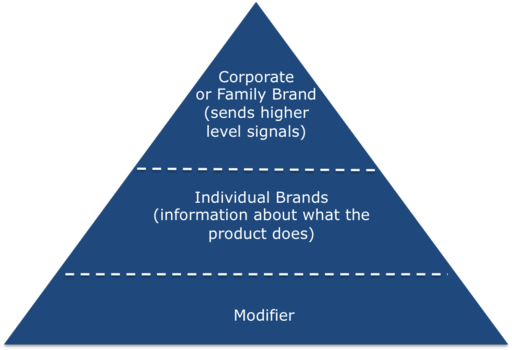 Corporate
or Family Brand
(sends higher
level signals)
Individual Brands
(information about what the
product does)
Modifier